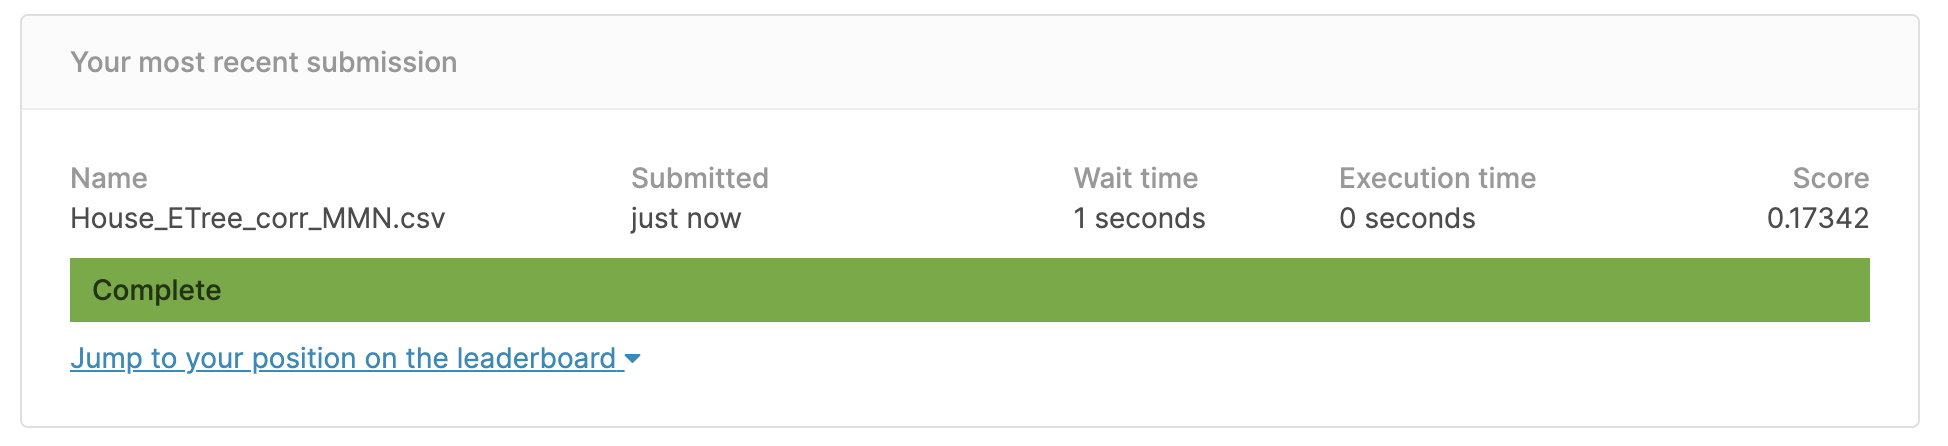 Your most recent submission
Name Submitted Wait time Execution time Score
House_ETree_corr_MMN.csv just now 1 seconds 0 seconds 0.17342
Complete
Jump to your position on the leaderboard